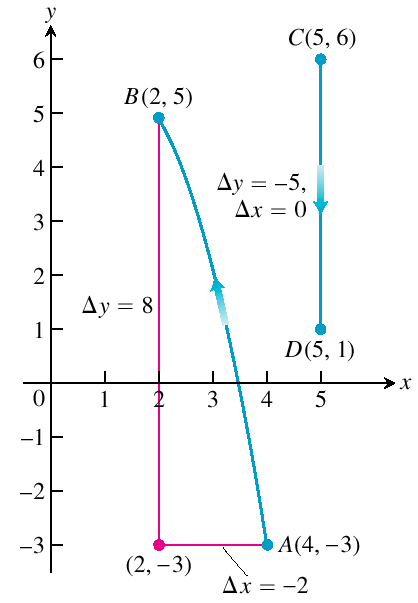 y
C(5, 6)
6
B(2, 5)
5
4
Δy = −5,
Δx = 0
3
2
Δy = 8
1
D(5, 1)
x
0 1 2 3 4 5
−1
−2
−3
A(4, −3)
(2, −3)
Δx = −2